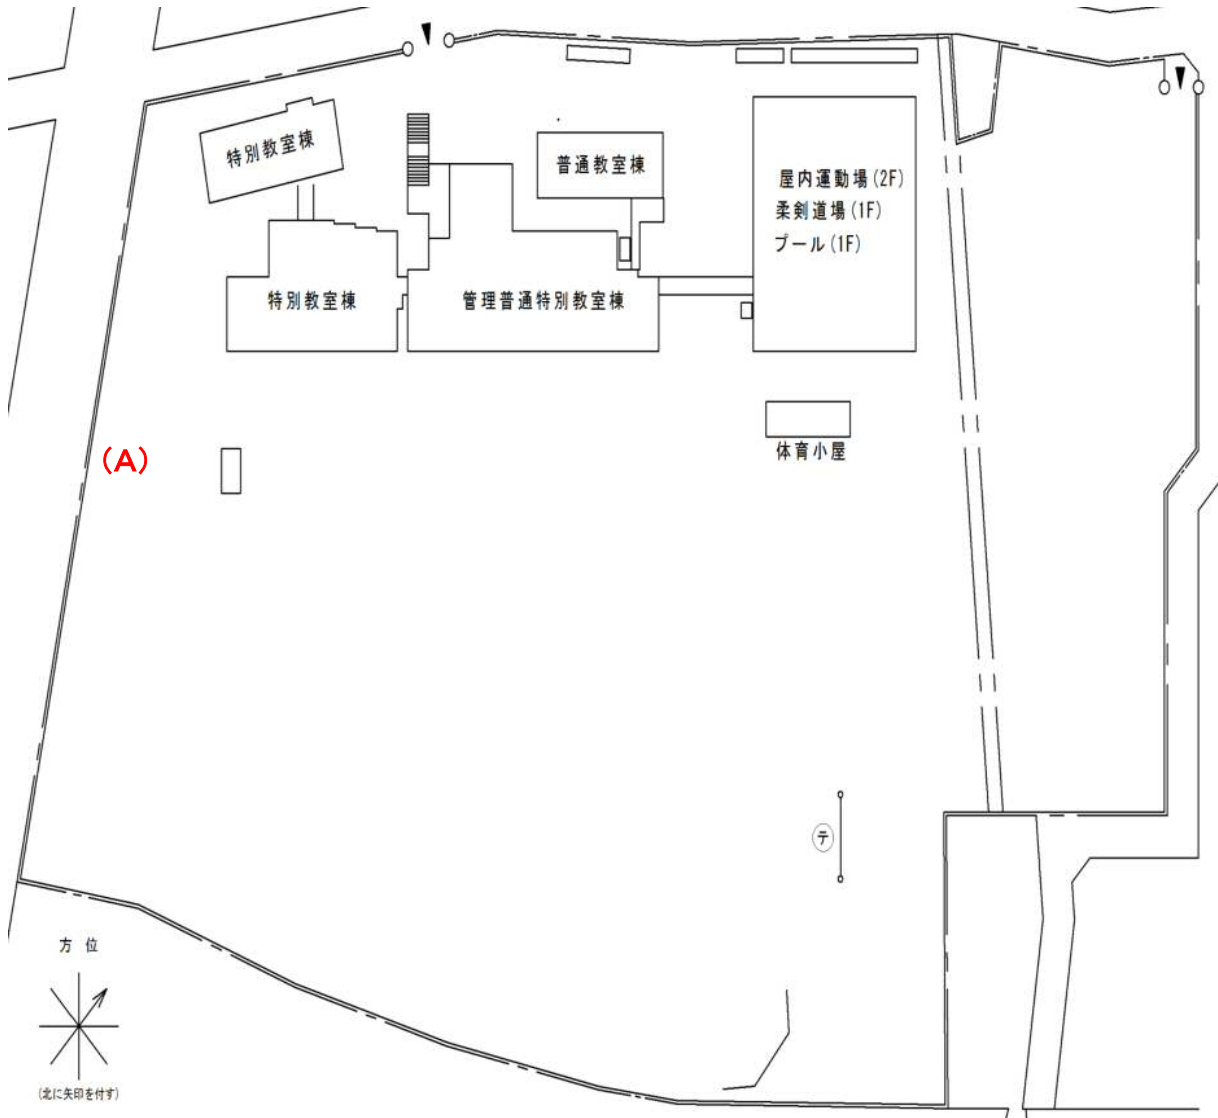 特別教室棟
普通教室棟
屋内運動場(2F)
柔剣道場(1F)
プール(1F)
特別教室棟
管理普通特別教室棟
体育小屋
(A)
テ
方位
(北に矢印を付す)